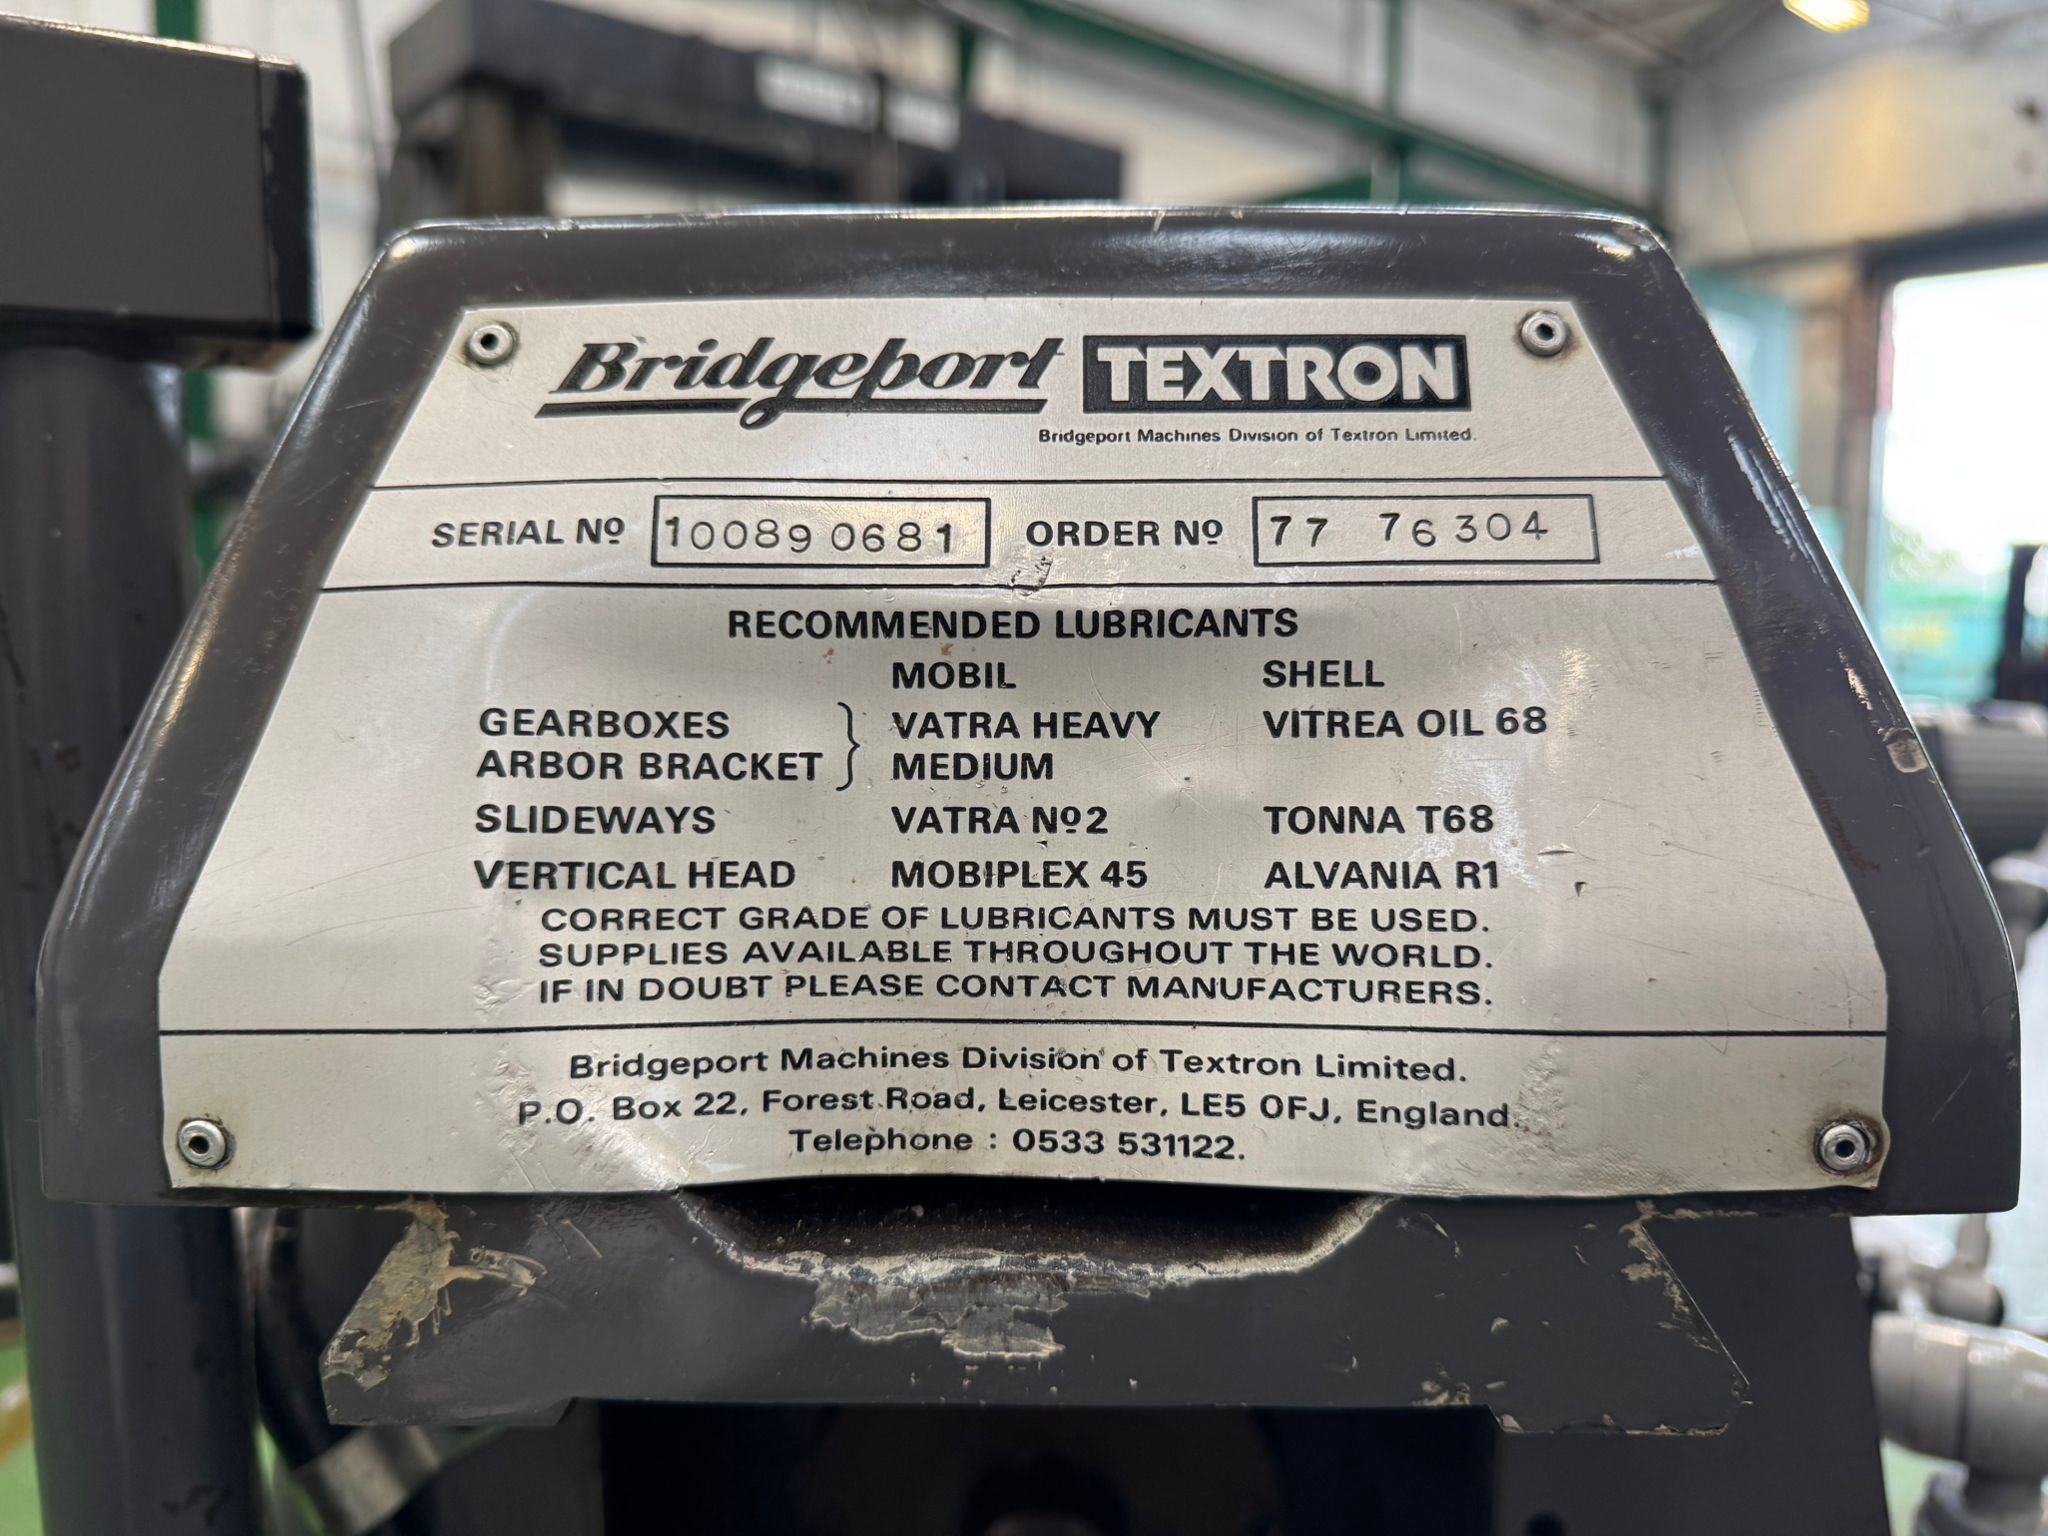 Bridgeport TEXTRON
Bridgeport Machines Division of Textron Limited.
SERIAL Nº 10089 0681 ORDER Nº 77 76304
RECOMMENDED LUBRICANTS
MOBIL SHELL
GEARBOXES } VATRA HEAVY VITREA OIL 68
ARBOR BRACKET MEDIUM
SLIDEWAYS VATRA Nº2 TONNA T68
VERTICAL HEAD MOBIPLEX 45 ALVANIA R1
CORRECT GRADE OF LUBRICANTS MUST BE USED.
SUPPLIES AVAILABLE THROUGHOUT THE WORLD.
IF IN DOUBT PLEASE CONTACT MANUFACTURERS.
Bridgeport Machines Division of Textron Limited.
P.O. Box 22, Forest Road, Leicester, LE5 0FJ, England.
Telephone : 0533 531122.